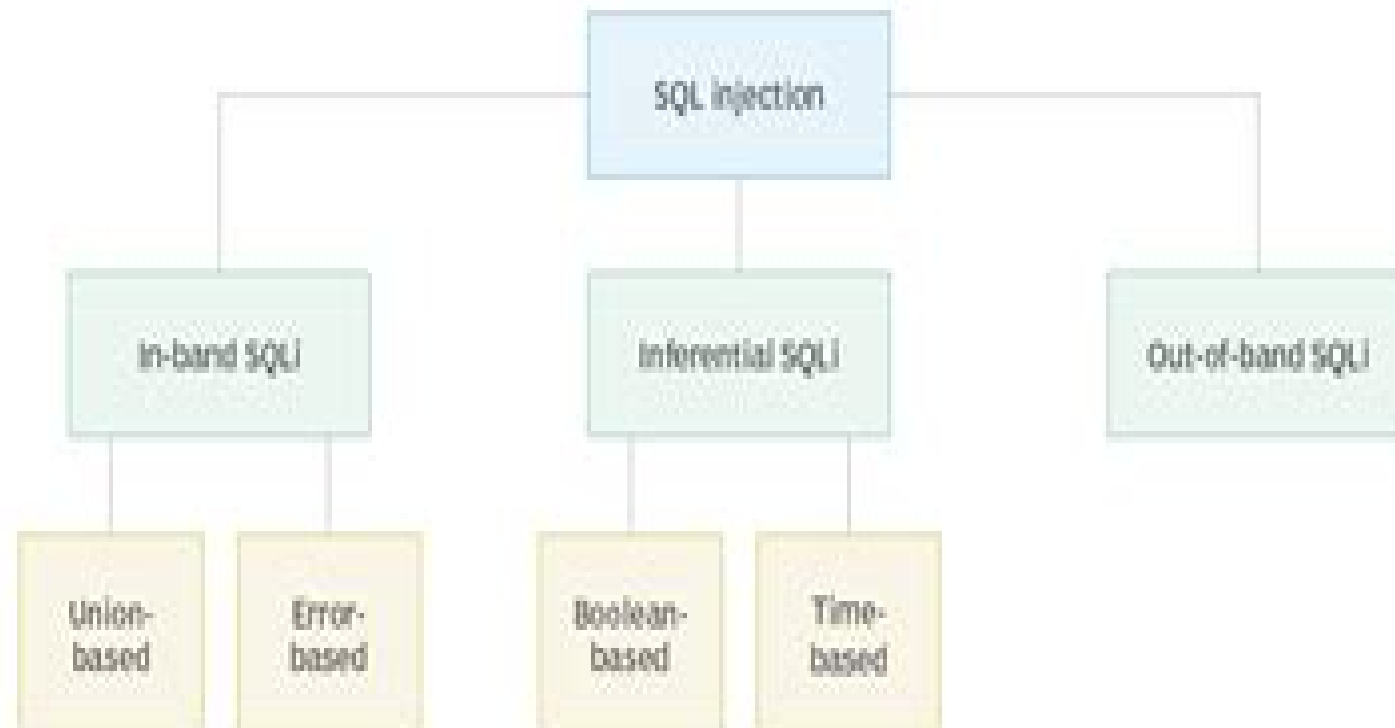 SQL injection
In-band SQLi
Inferential SQLi
Out-of-band SQLi
Union-
based
Error-
based
Boolean-
based
Time-
based